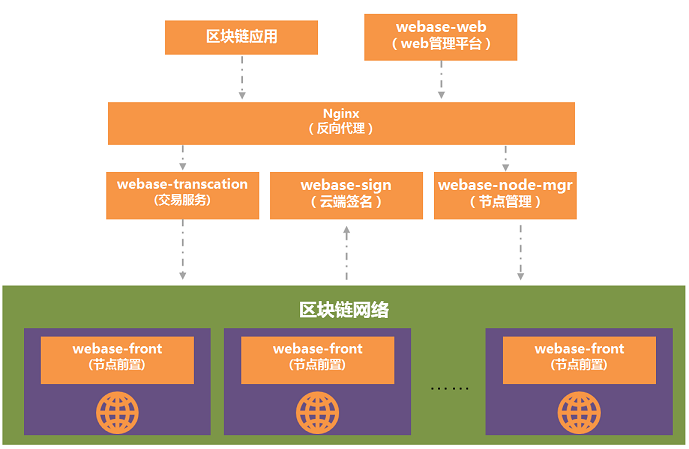 区块链应用
webase-web
（web管理平台）
Nginx
（反向代理）
webase-transcation
(交易服务)
webase-sign
（云端签名）
webase-node-mgr
（节点管理）
区块链网络
webase-front
(节点前置)
webase-front
(节点前置)
……
webase-front
(节点前置)